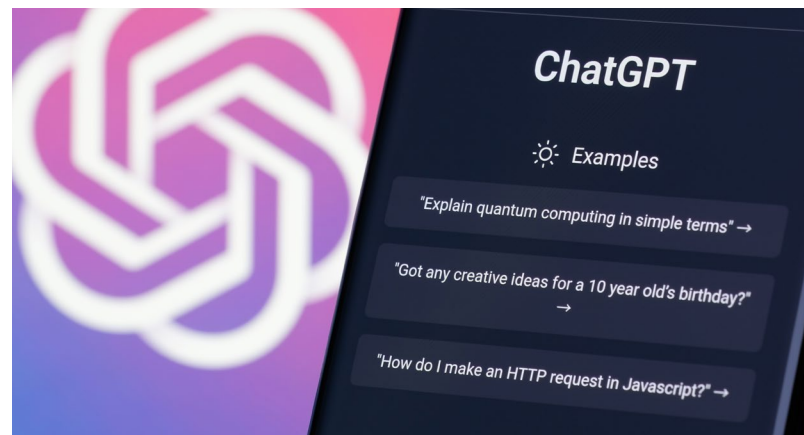 ChatGPT
Examples
"Explain quantum computing in simple terms" →
"Got any creative ideas for a 10 year old's birthday?"
→
"How do I make an HTTP request in Javascript?" →